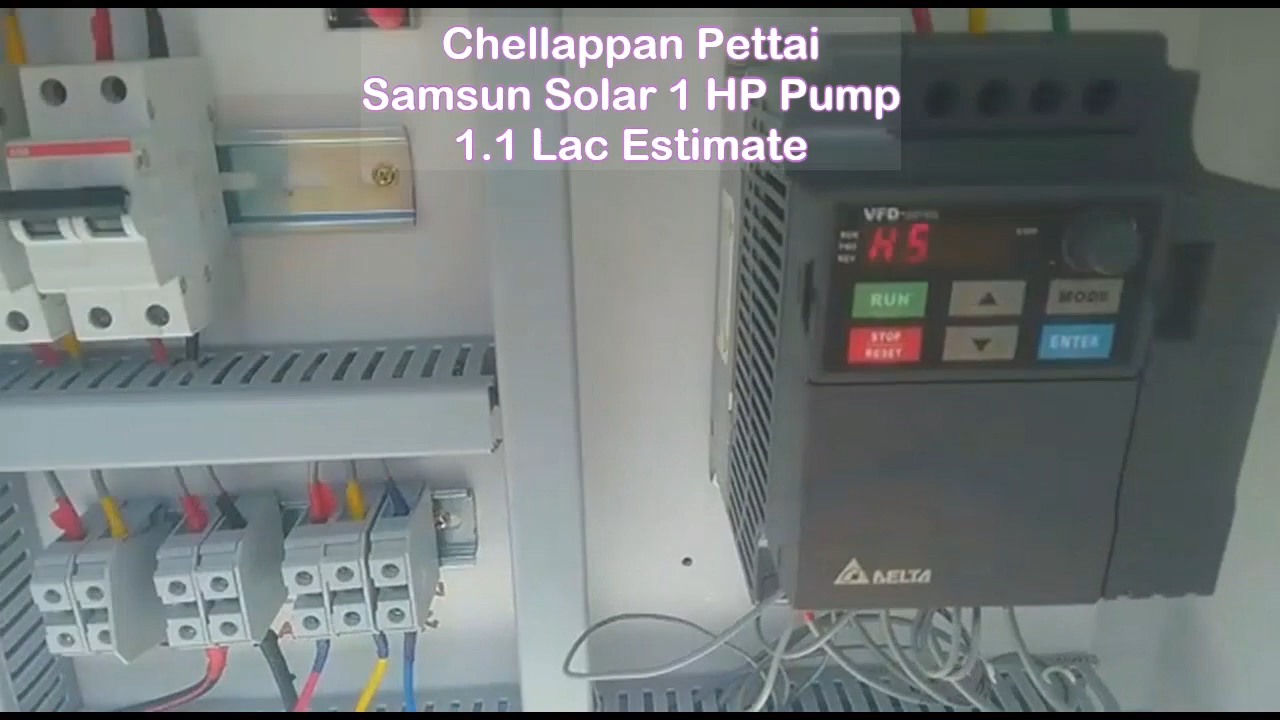 Chellappan Pettai
Samsun Solar 1 HP Pump
1.1 Lac Estimate
VFD
RUN
H5
RUN
MODE
STOP
RESET
ENTER
DELTA